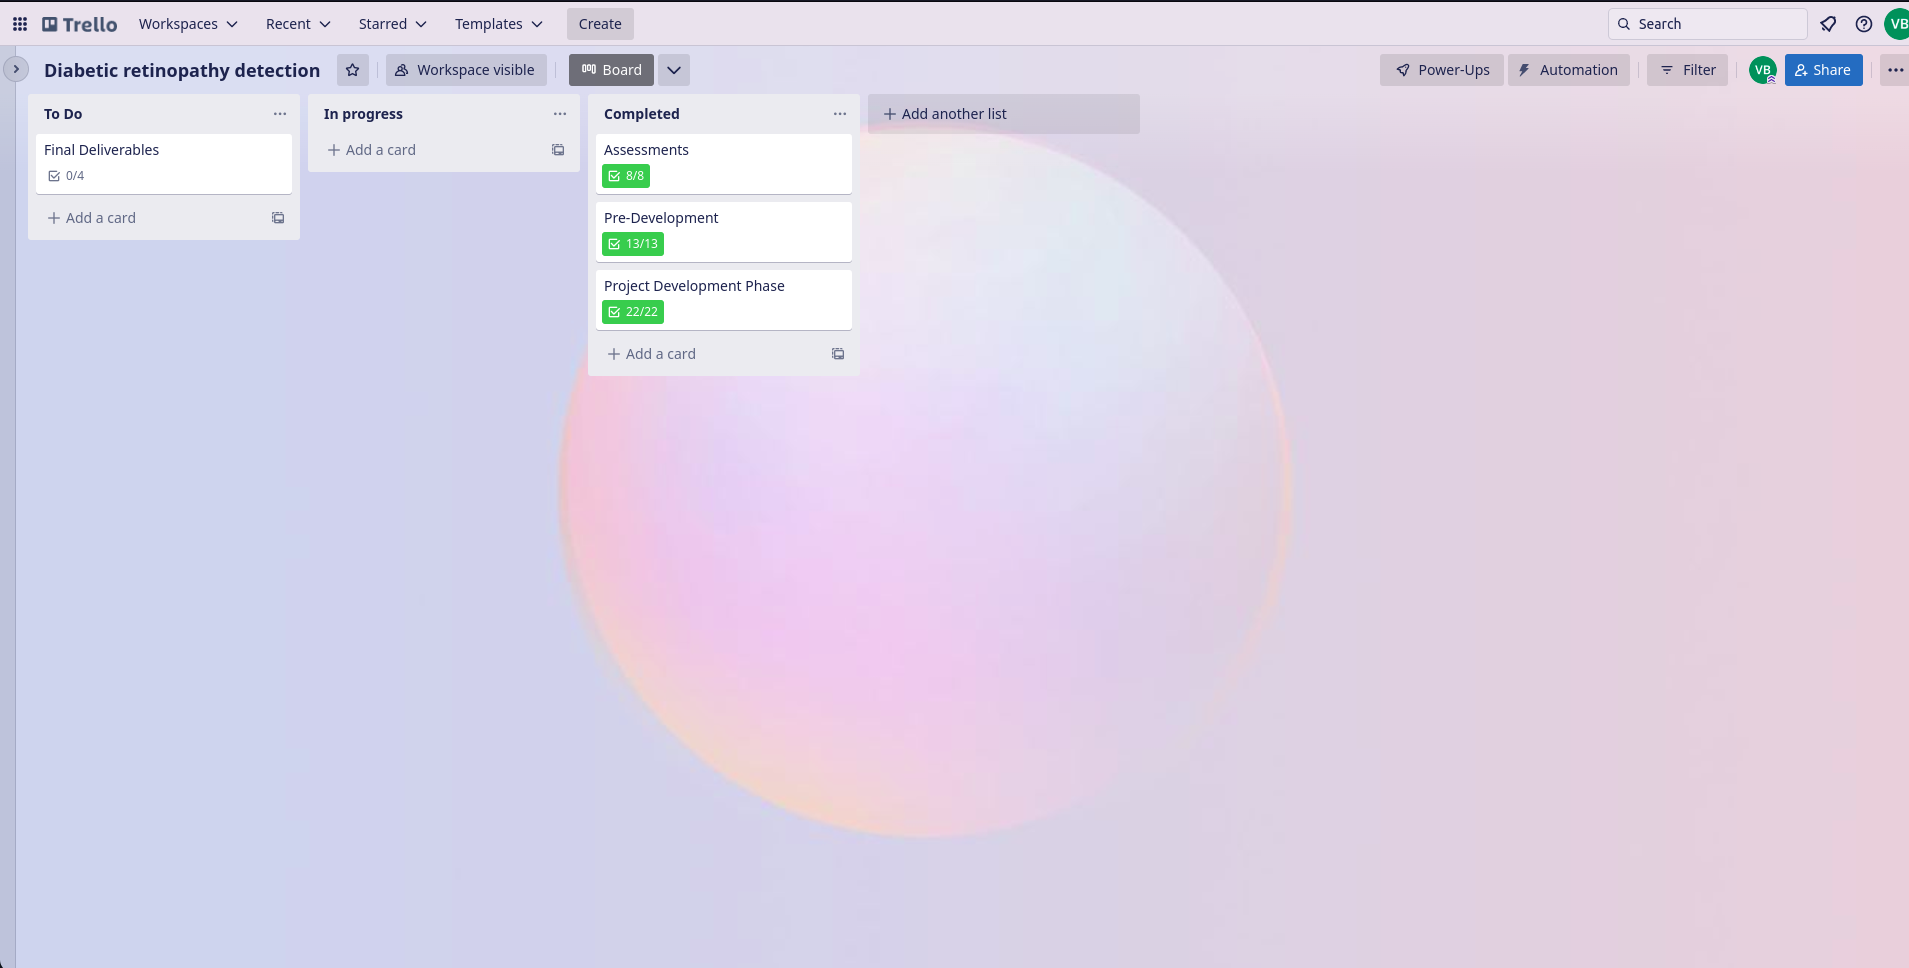 Trello Workspaces Recent Starred Templates Create Search VB
Diabetic retinopathy detection Workspace visible Board Power-Ups Automation Filter VB Share
To Do
Final Deliverables
0/4
Add a card
In progress
Add a card
Completed
Assessments
8/8
Pre-Development
13/13
Project Development Phase
22/22
Add a card
Add another list